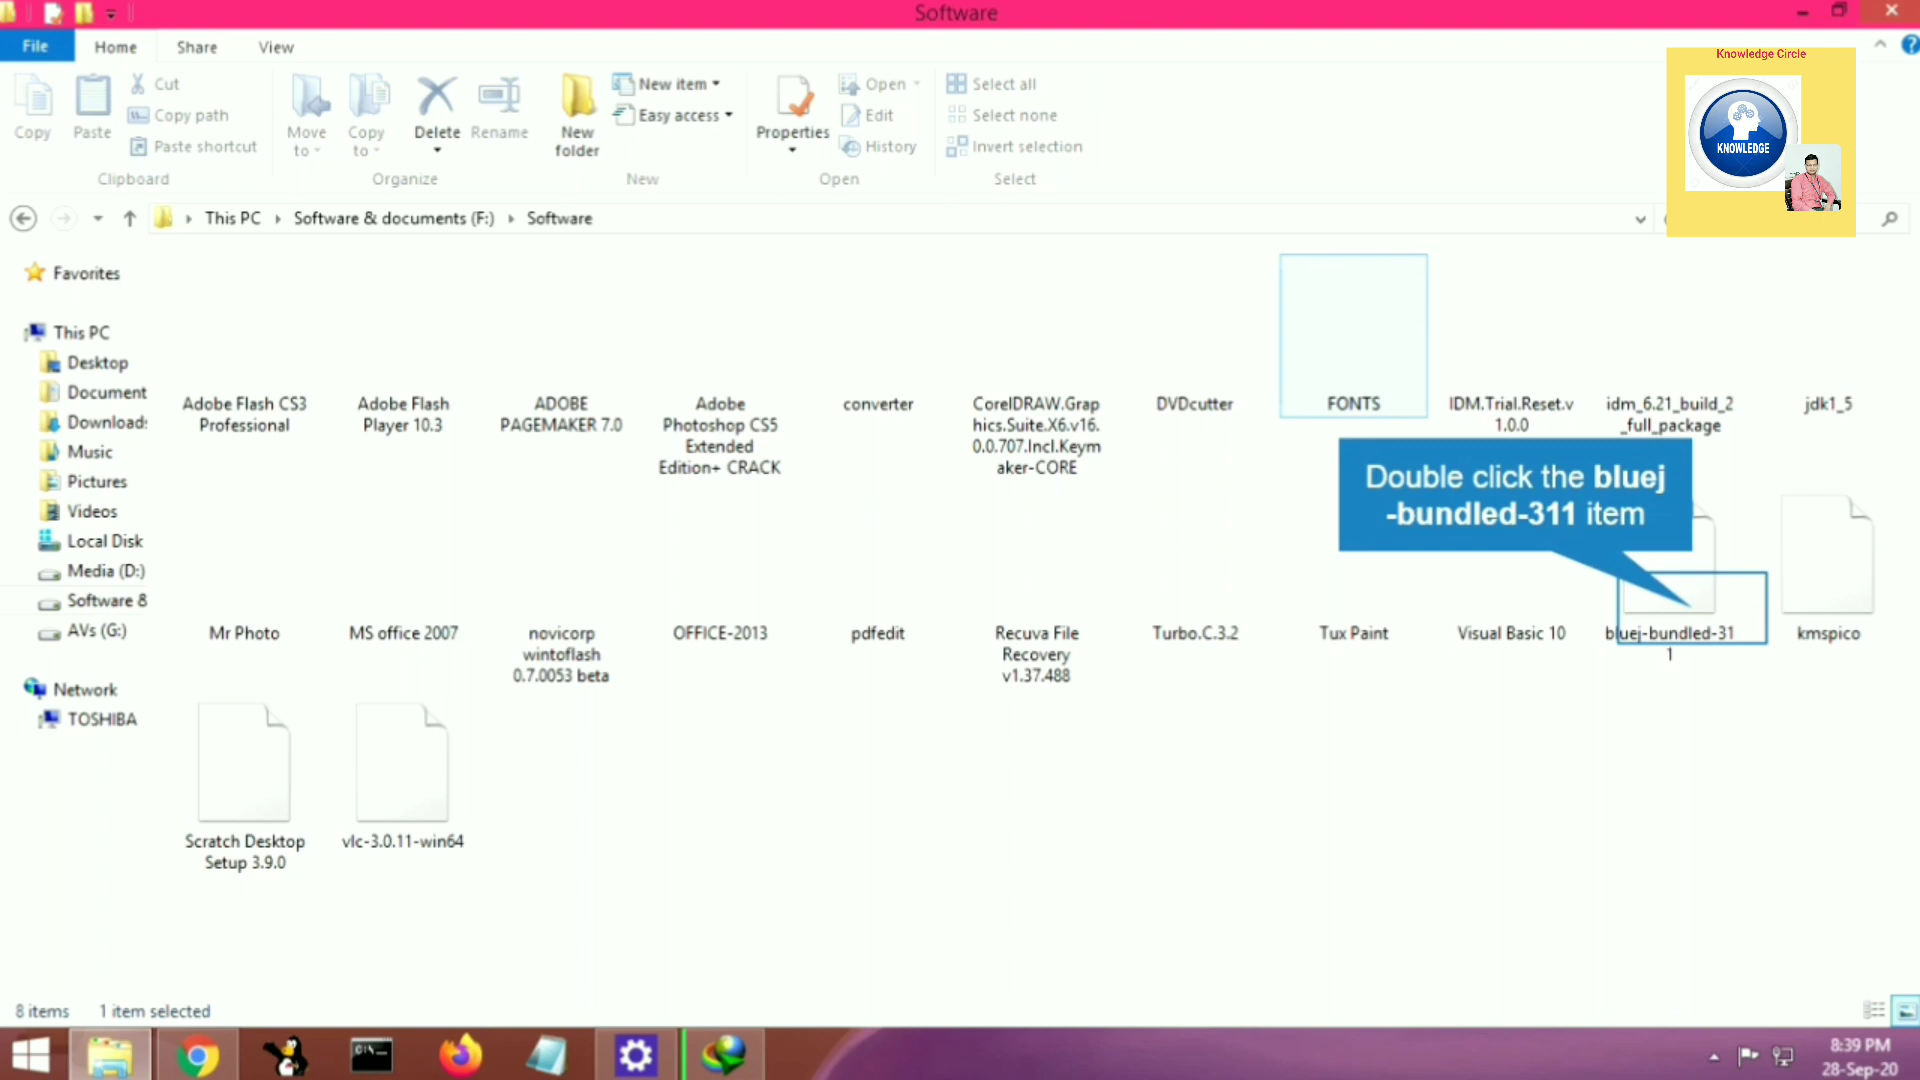 Software
File
Home
Share
View
Knowledge Circle
KNOWLEDGE
Copy
Paste
Cut
Copy path
Paste shortcut
Clipboard
Move
to
Copy
to
Delete
Rename
Organize
New
folder
New item
Easy access
New
Properties
Open
Edit
History
Open
Select all
Select none
Invert selection
Select
This PC
Software & documents (F:)
Software
Favorites
This PC
Desktop
Document
Downloads
Music
Pictures
Videos
Local Disk
Media (D:)
Software 8
AVs (G:)
Network
TOSHIBA
Adobe Flash CS3
Professional
Adobe Flash
Player 10.3
ADOBE
PAGEMAKER 7.0
Adobe
Photoshop CS5
Extended
Edition+ CRACK
converter
CorelDRAW.Grap
hics.Suite.X6.v16.
0.0.707.Incl.Keym
aker-CORE
DVDcutter
FONTS
IDM.Trial.Reset.v
1.0.0
idm_6.21_build_2
_full_package
jdk1_5
Double click the bluej
-bundled-311 item
Mr Photo
MS office 2007
novicorp
wintoflash
0.7.0053 beta
OFFICE-2013
pdfedit
Recuva File
Recovery
v1.37.488
Turbo.C.3.2
Tux Paint
Visual Basic 10
bluej-bundled-31
1
kmspico
Scratch Desktop
Setup 3.9.0
vlc-3.0.11-win64
8 items
1 item selected
8:39 PM
28-Sep-20